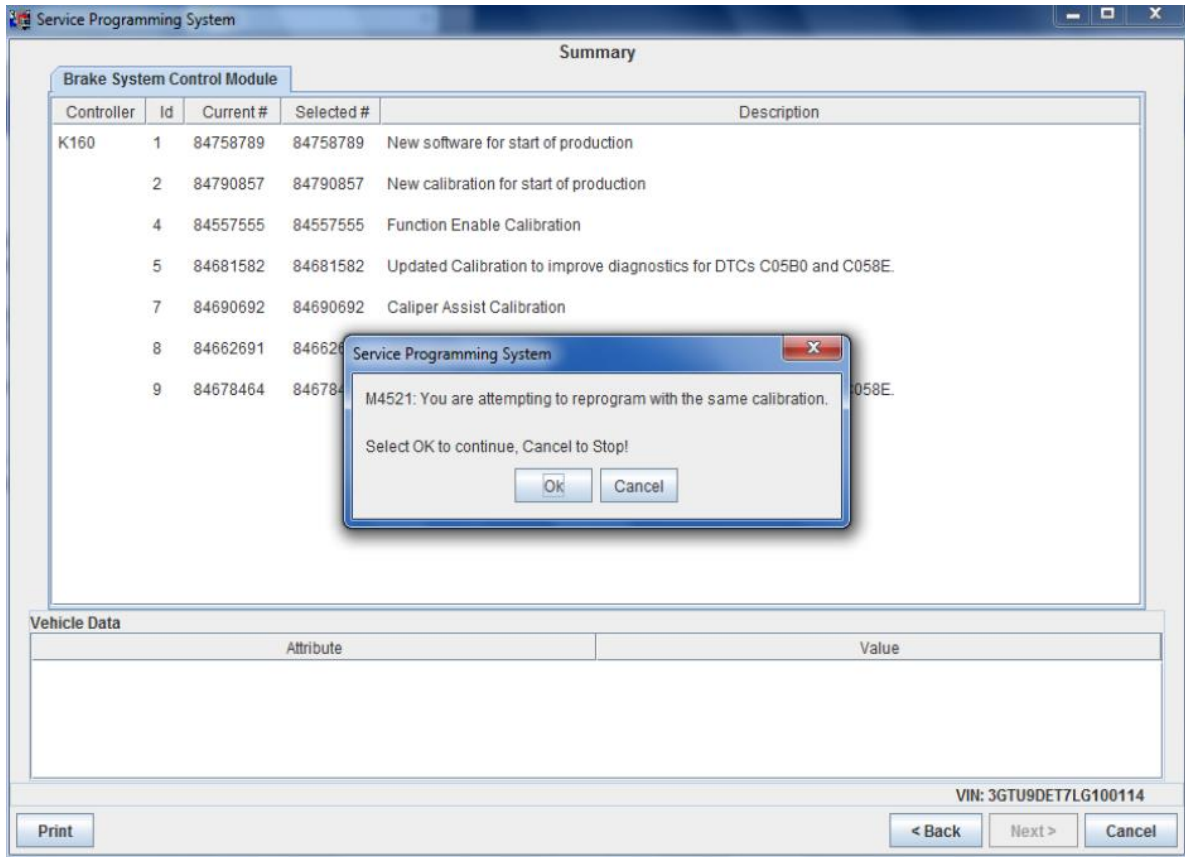 Service Programming System
Summary
Brake System Control Module
Controller Id Current # Selected # Description
K160 1 84758789 84758789 New software for start of production
2 84790857 84790857 New calibration for start of production
4 84557555 84557555 Function Enable Calibration
5 84681582 84681582 Updated Calibration to improve diagnostics for DTCs C05B0 and C058E.
7 84690692 84690692 Caliper Assist Calibration
8 84662691
9 84678464 058E.
Service Programming System
M4521: You are attempting to reprogram with the same calibration.
Select OK to continue, Cancel to Stop!
Ok Cancel
Vehicle Data
Attribute Value
VIN: 3GTU9DET7LG100114
Print < Back Next > Cancel